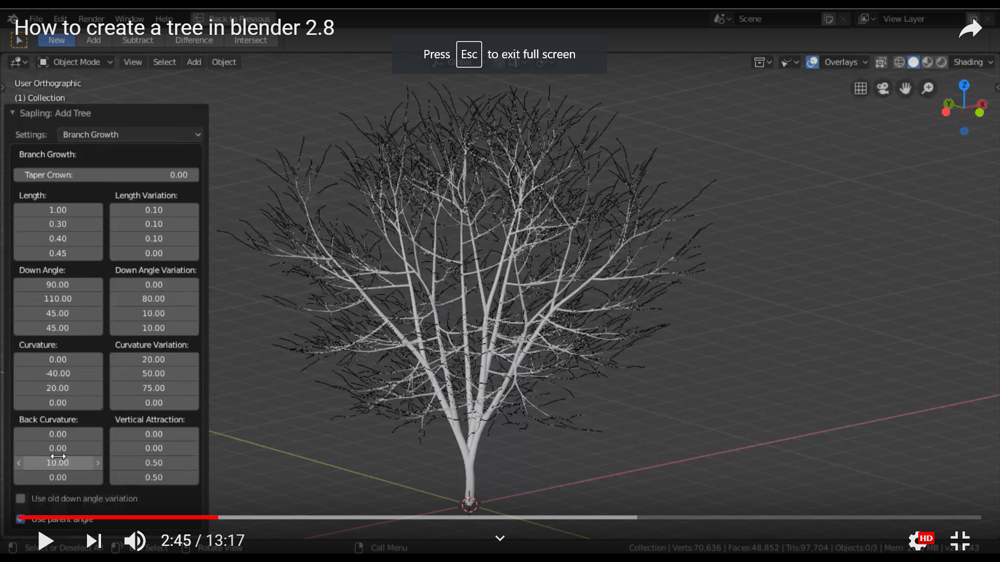 File Edit Render Window Help Back to Previous
Scene
View Layer
How to create a tree in blender 2.8
New Add Subtract Difference Intersect
Press Esc to exit full screen
Object Mode View Select Add Object
Global
Overlays
Shading
User Orthographic
(1) Collection
Z
Y
X
Sapling: Add Tree
Settings: Branch Growth
Branch Growth:
Taper Crown: 0.00
Length: Length Variation:
1.00 0.10
0.30 0.10
0.40 0.10
0.45 0.00
Down Angle: Down Angle Variation:
90.00 0.00
110.00 80.00
45.00 10.00
45.00 10.00
Curvature: Curvature Variation:
0.00 20.00
-40.00 50.00
20.00 75.00
0.00 0.00
Back Curvature: Vertical Attraction:
0.00 0.00
0.00 0.00
10.00 0.50
0.00 0.50
Use old down angle variation
Use parent angle
2:45 / 13:17
HD
Select or Deselect All Select Rotate View Call Menu
Collection | Verts:70,636 | Faces:48,852 | Tris:97,704 | Objects:0/3 | Mem: MB